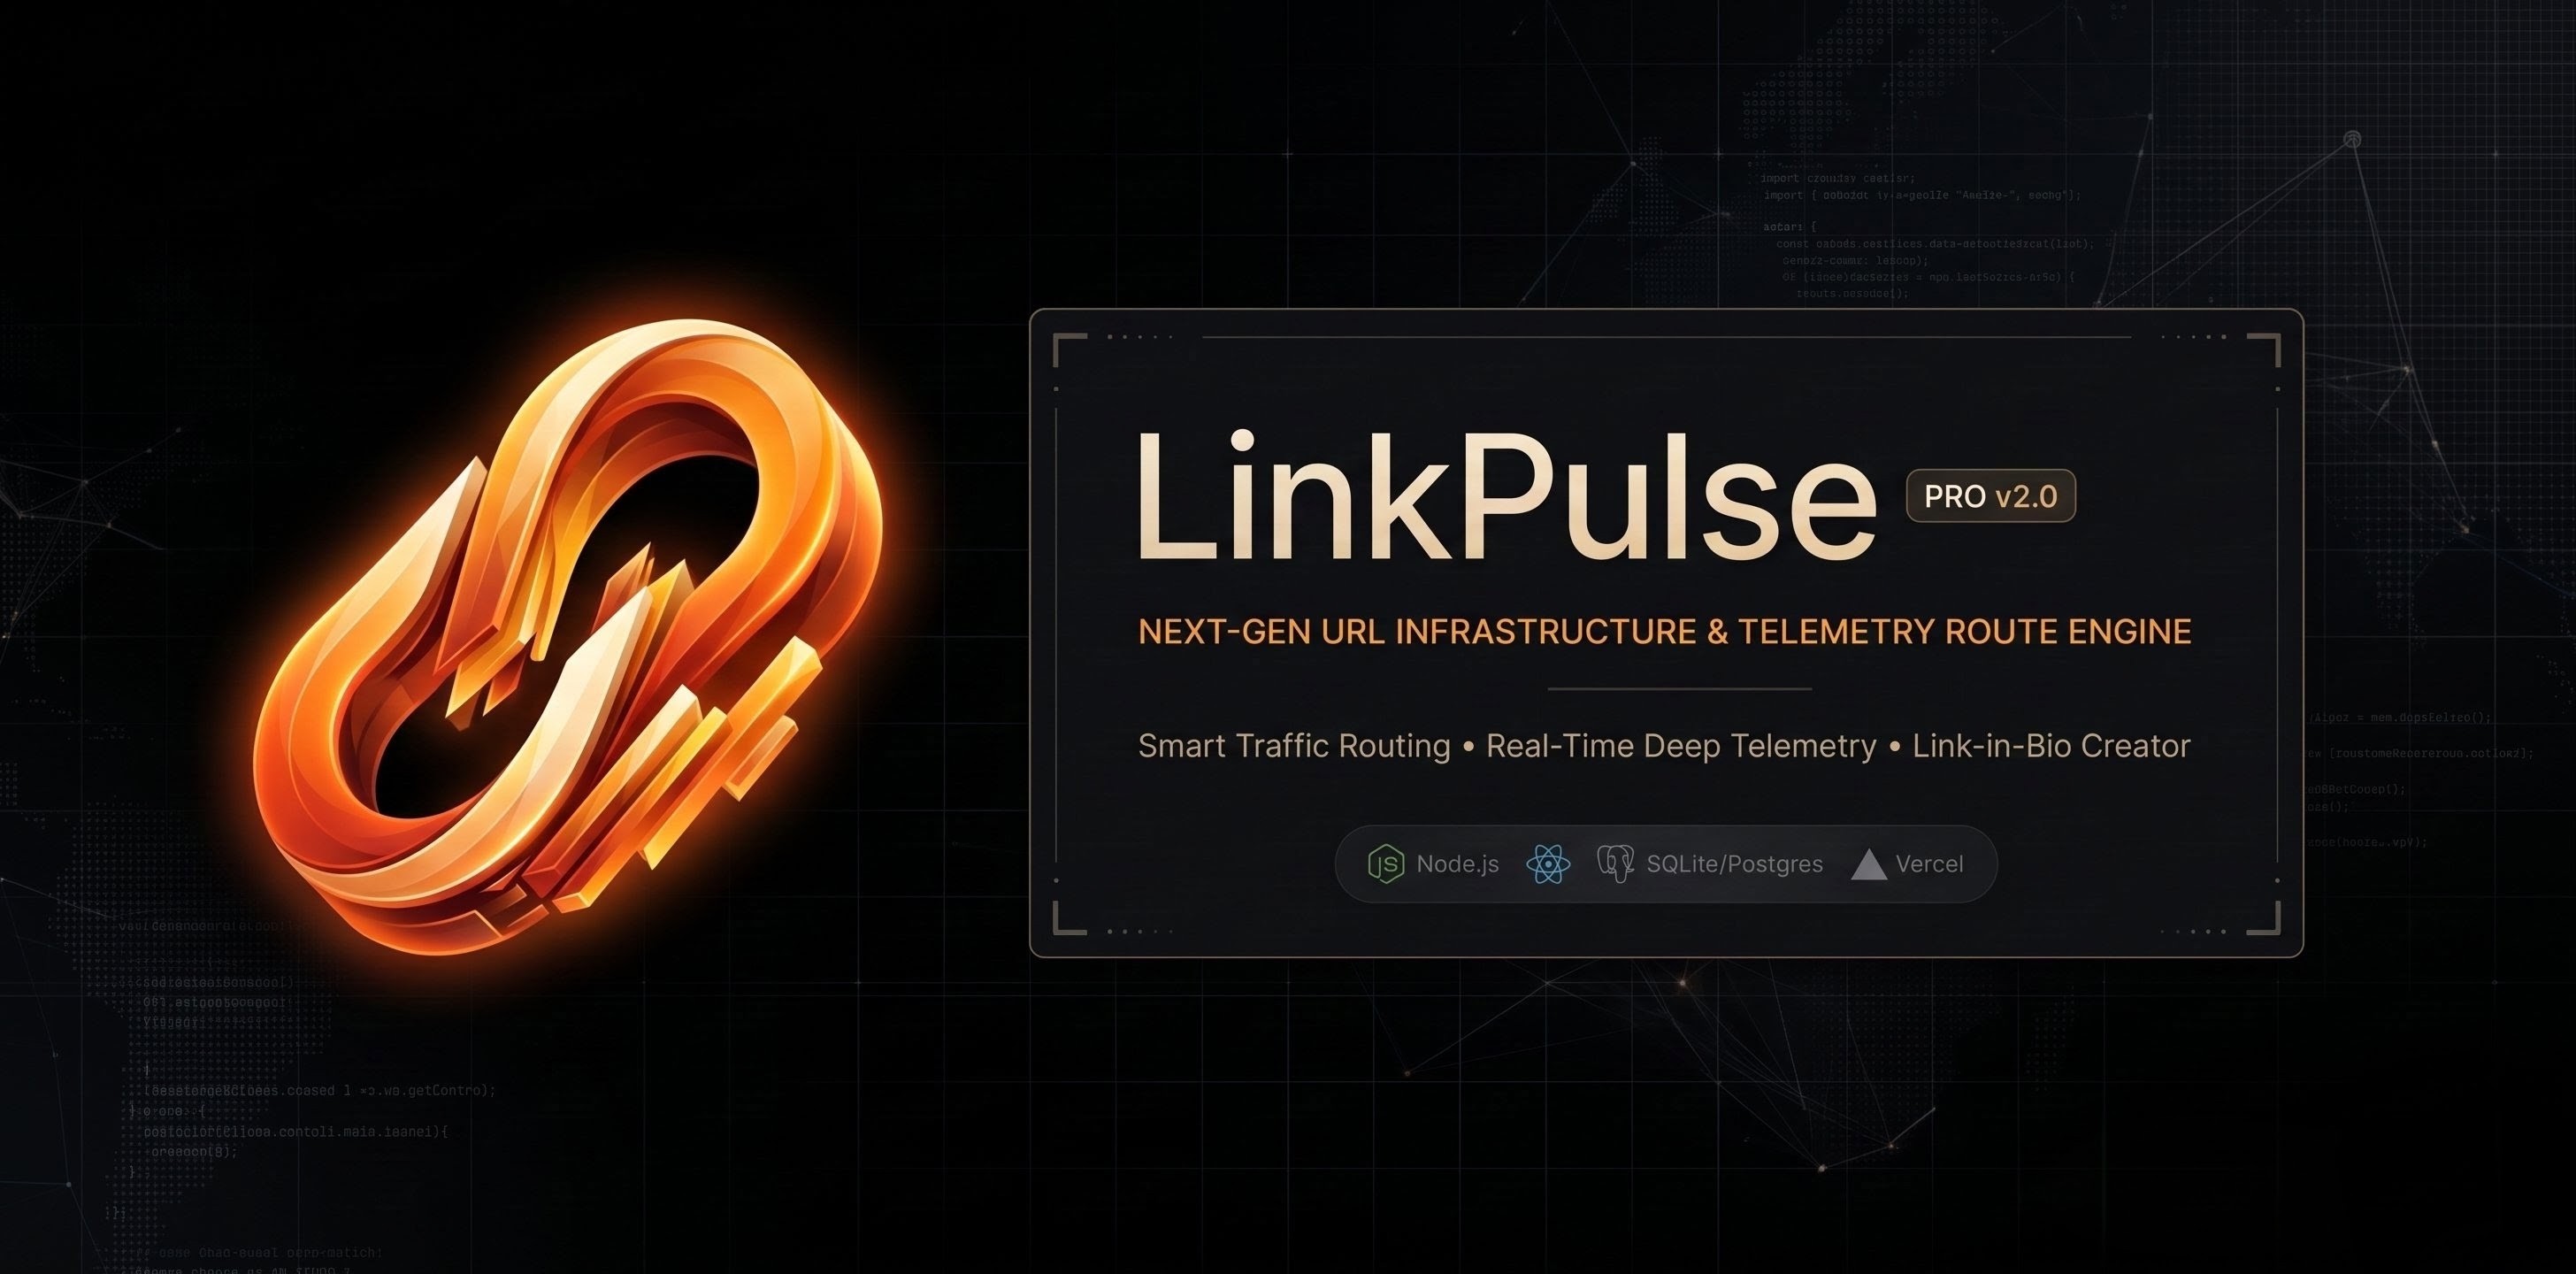 LinkPulse PRO v2.0
NEXT-GEN URL INFRASTRUCTURE & TELEMETRY ROUTE ENGINE
Smart Traffic Routing • Real-Time Deep Telemetry • Link-in-Bio Creator
JS Node.js SQLite/Postgres Vercel